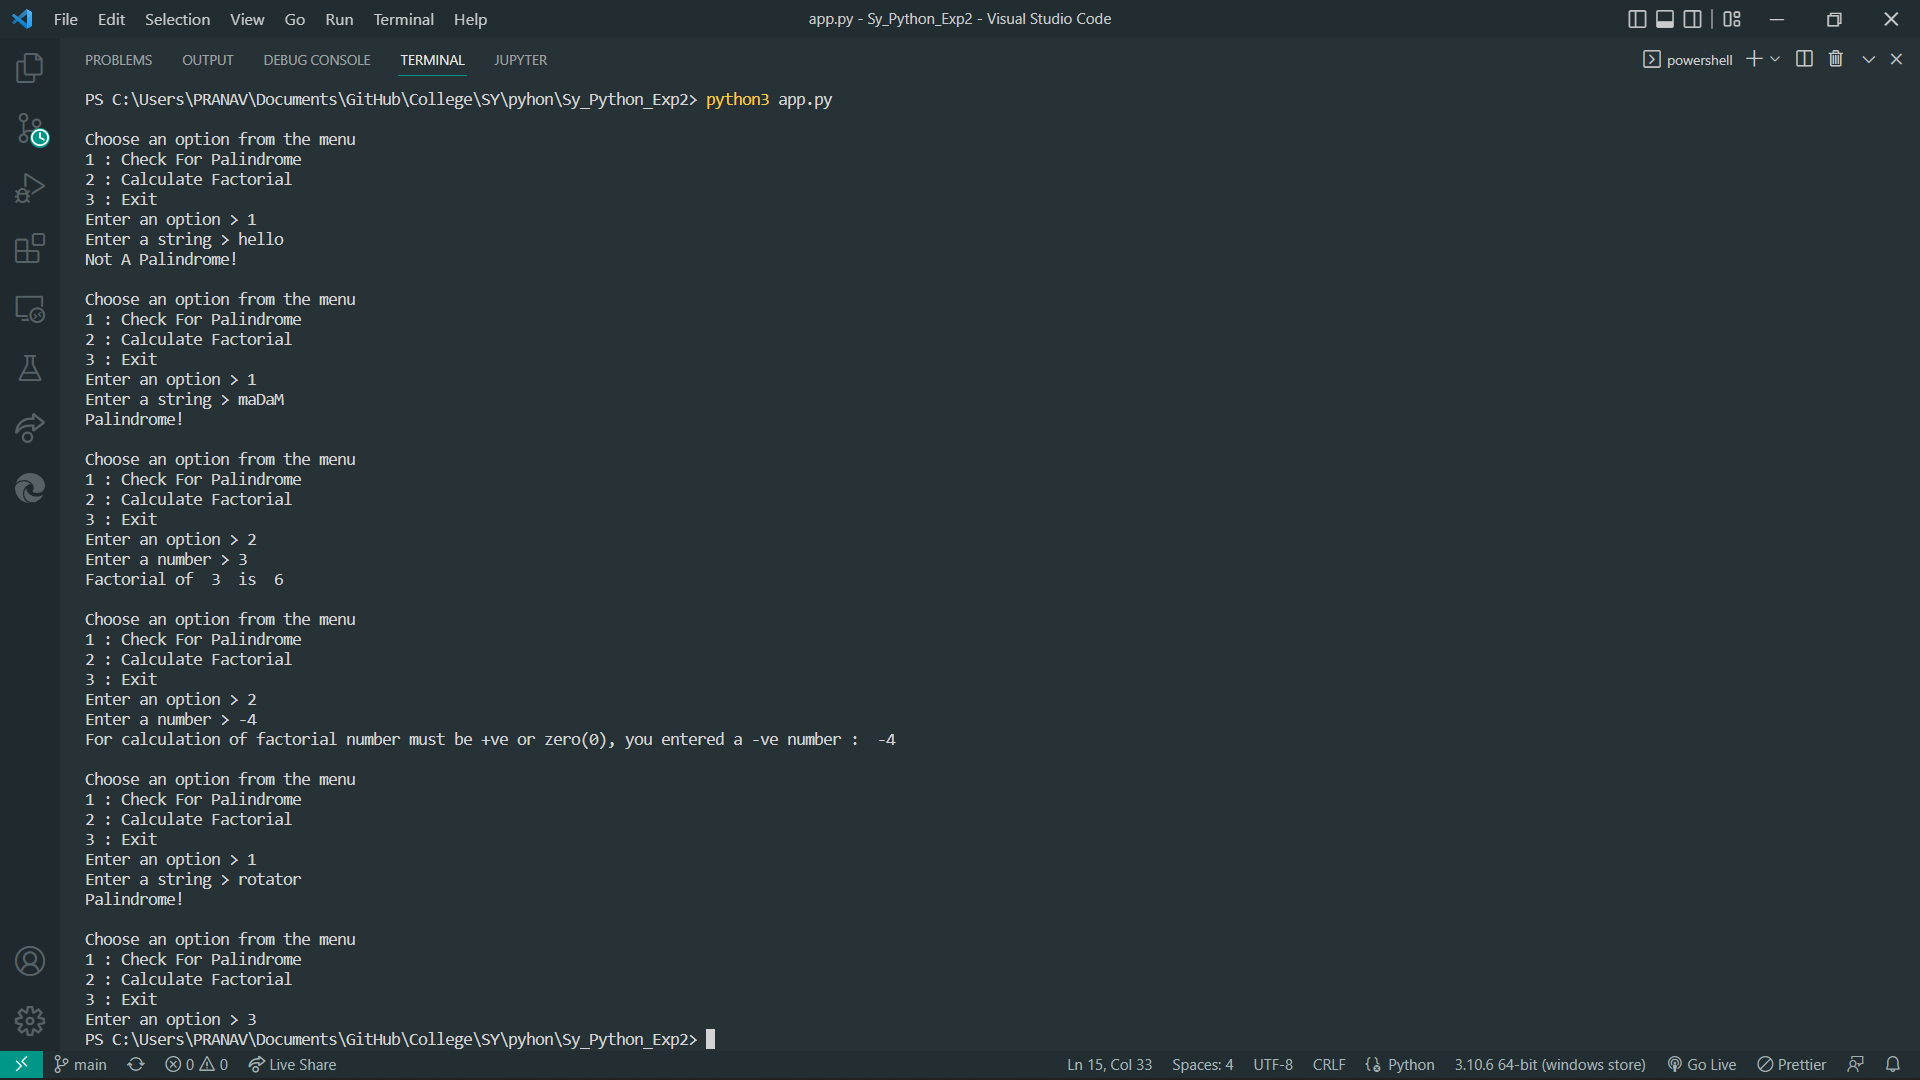 File Edit Selection View Go Run Terminal Help
app.py - Sy_Python_Exp2 - Visual Studio Code
PROBLEMS OUTPUT DEBUG CONSOLE TERMINAL JUPYTER
powershell
PS C:\Users\PRANAV\Documents\GitHub\College\SY\pyhon\Sy_Python_Exp2> python3 app.py

Choose an option from the menu
1 : Check For Palindrome
2 : Calculate Factorial
3 : Exit
Enter an option > 1
Enter a string > hello
Not A Palindrome!

Choose an option from the menu
1 : Check For Palindrome
2 : Calculate Factorial
3 : Exit
Enter an option > 1
Enter a string > maDaM
Palindrome!

Choose an option from the menu
1 : Check For Palindrome
2 : Calculate Factorial
3 : Exit
Enter an option > 2
Enter a number > 3
Factorial of  3  is  6

Choose an option from the menu
1 : Check For Palindrome
2 : Calculate Factorial
3 : Exit
Enter an option > 2
Enter a number > -4
For calculation of factorial number must be +ve or zero(0), you entered a -ve number :  -4

Choose an option from the menu
1 : Check For Palindrome
2 : Calculate Factorial
3 : Exit
Enter an option > 1
Enter a string > rotator
Palindrome!

Choose an option from the menu
1 : Check For Palindrome
2 : Calculate Factorial
3 : Exit
Enter an option > 3
PS C:\Users\PRANAV\Documents\GitHub\College\SY\pyhon\Sy_Python_Exp2>
main 0 0 Live Share Ln 15, Col 33 Spaces: 4 UTF-8 CRLF Python 3.10.6 64-bit (windows store) Go Live Prettier